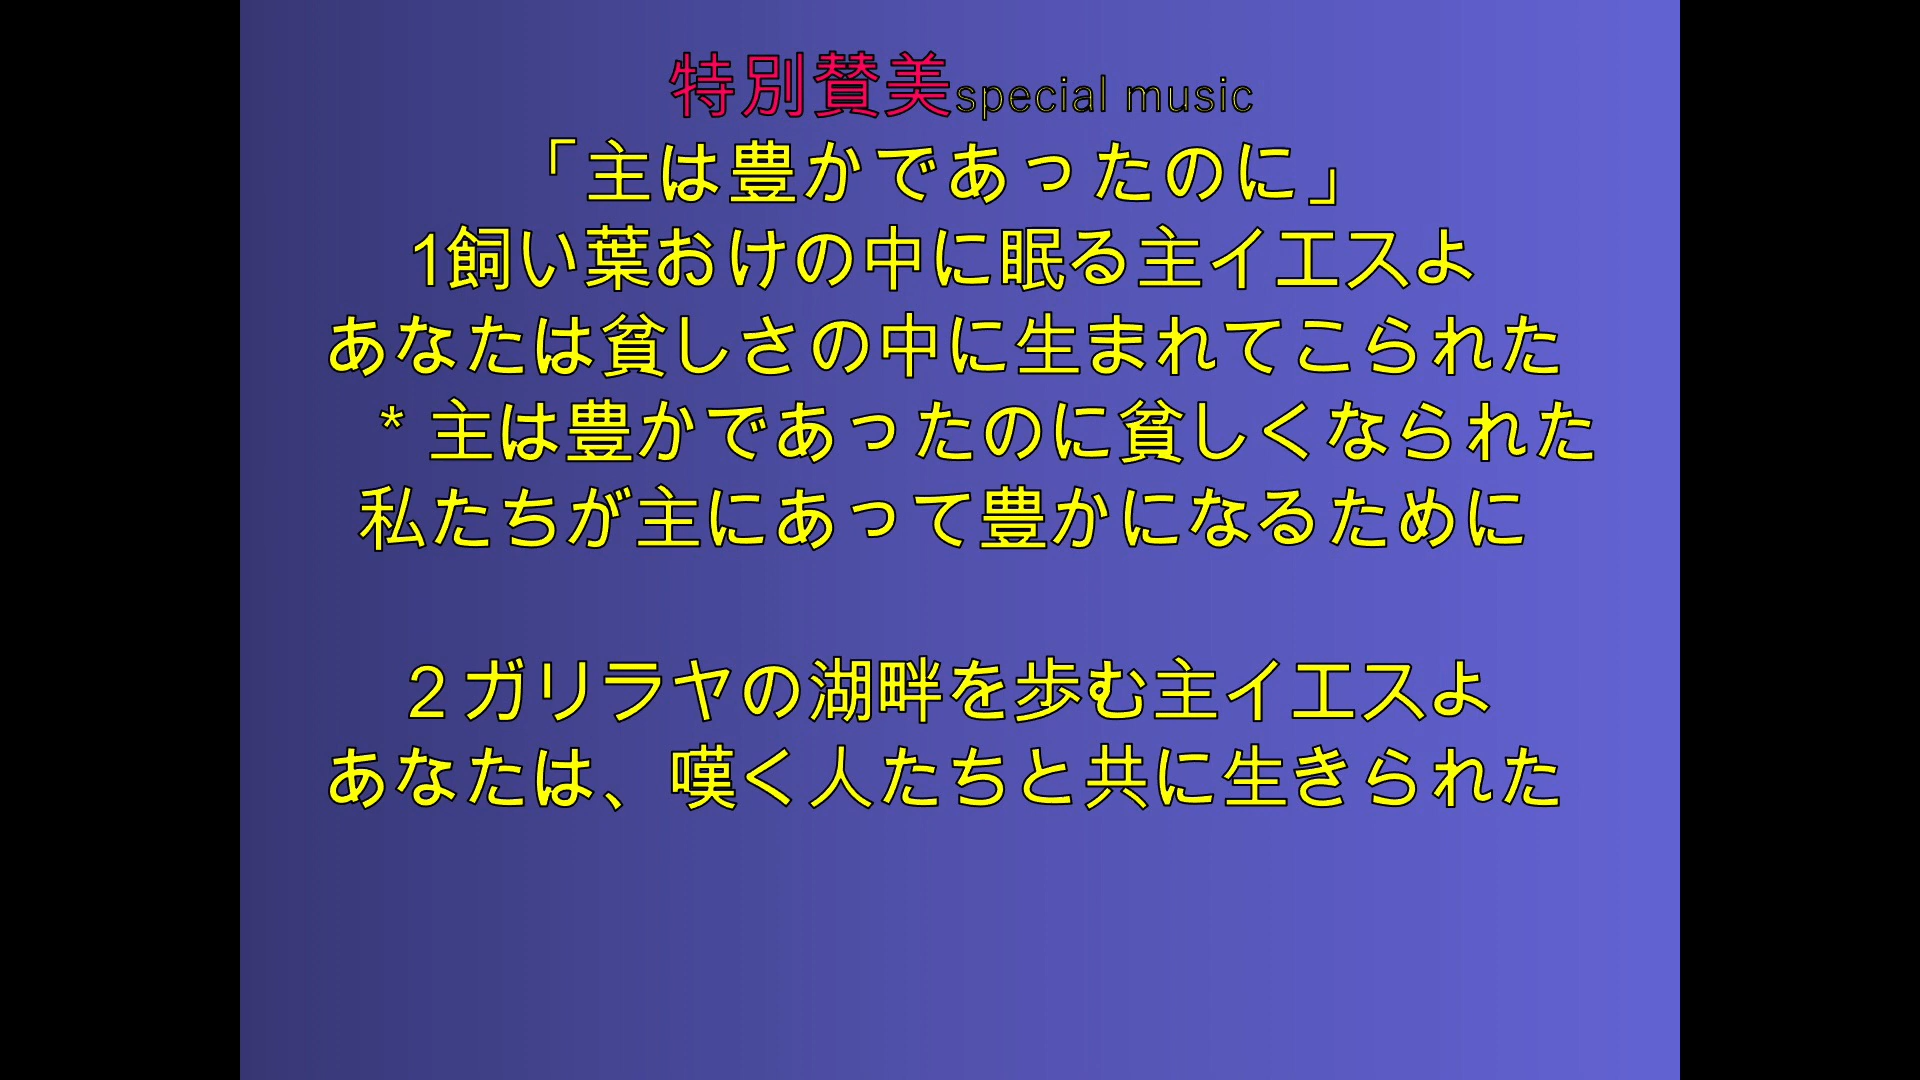 特別賛美special music
「主は豊かであったのに」
1飼い葉おけの中に眠る主イエスよ
あなたは貧しさの中に生まれてこられた
* 主は豊かであったのに貧しくなられた
私たちが主にあって豊かになるために
２ガリラヤの湖畔を歩む主イエスよ
あなたは、嘆く人たちと共に生きられた